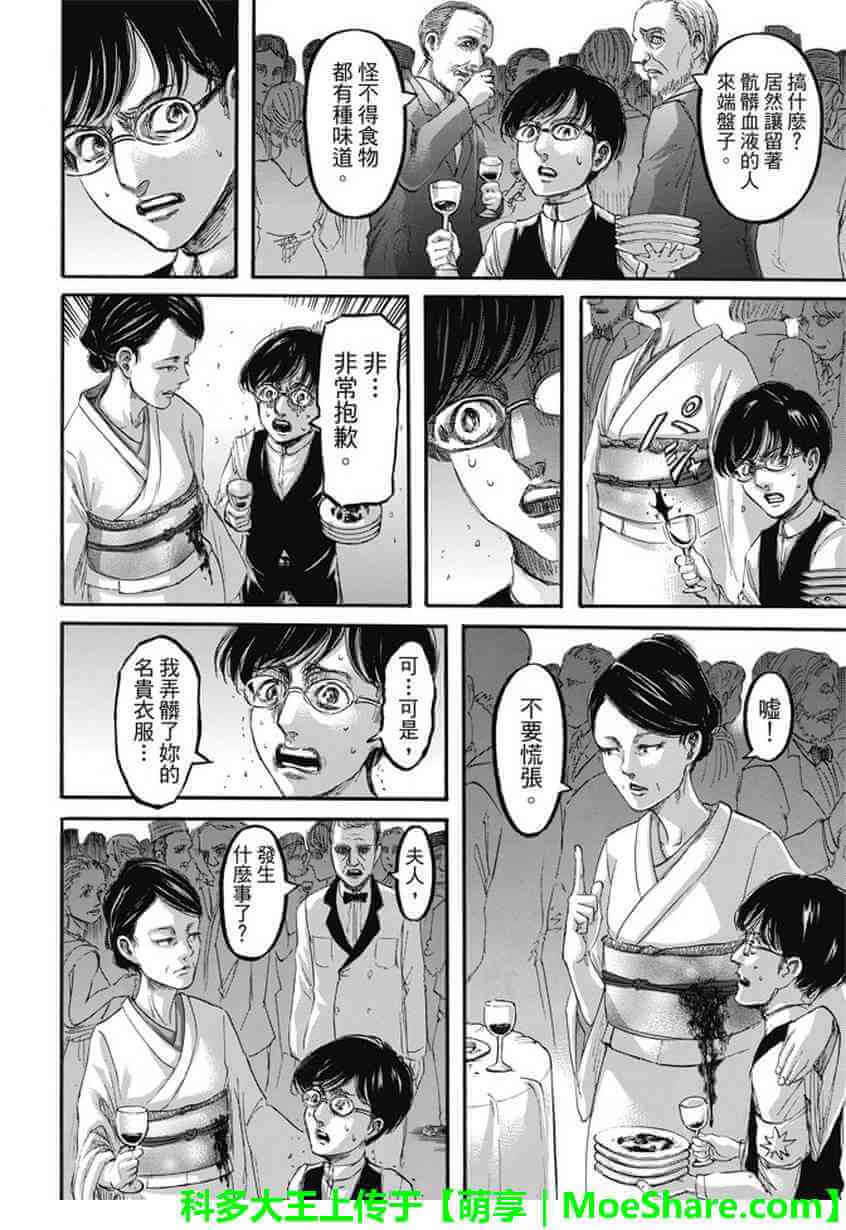 搞什麼?
居然讓留著
骯髒血液的人
來端盤子。
怪不得食物
都有種味道。
非…
非常抱歉。
噓!
不要慌張。
可…可是,
我弄髒了妳的
名貴衣服…
夫人,
發生
什麼事了?
科多大王上传于【萌享|MoeShare.com】